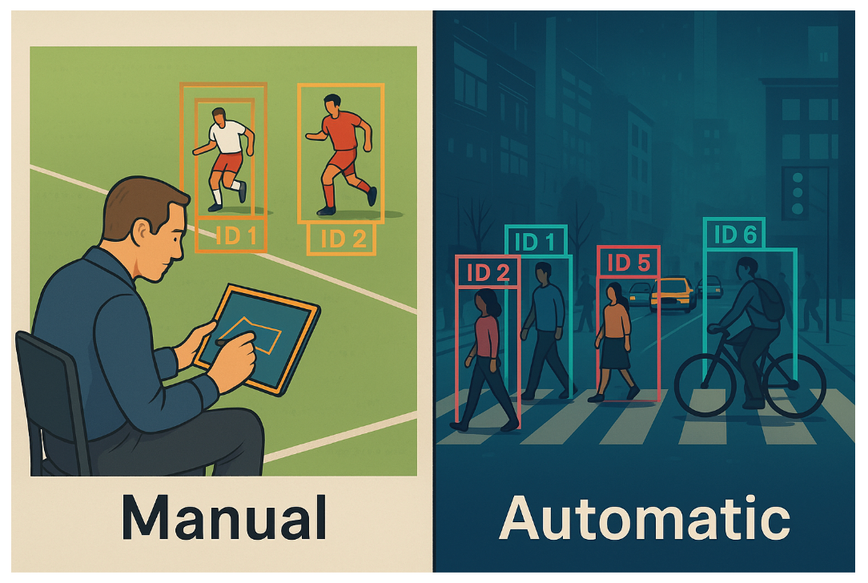 ID 1
ID 2
Manual
ID 1
ID 2
ID 5
ID 6
Automatic